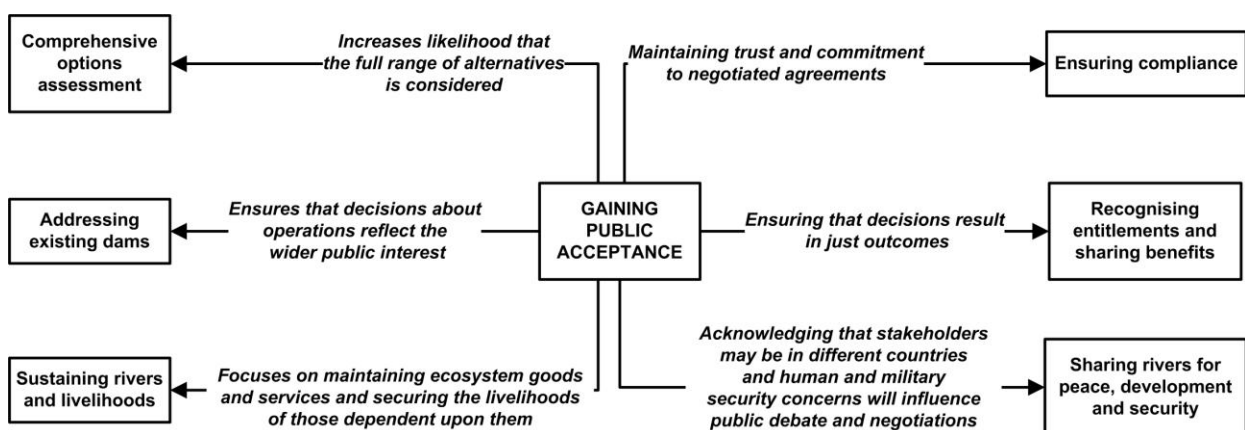 Comprehensive
options
assessment
Increases likelihood that
the full range of alternatives
is considered
Maintaining trust and commitment
to negotiated agreements
Ensuring compliance
Addressing
existing dams
Ensures that decisions about
operations reflect the
wider public interest
GAINING
PUBLIC
ACCEPTANCE
Ensuring that decisions result
in just outcomes
Recognising
entitlements and
sharing benefits
Sustaining rivers
and livelihoods
Focuses on maintaining ecosystem goods
and services and securing the livelihoods
of those dependent upon them
Acknowledging that stakeholders
may be in different countries
and human and military
security concerns will influence
public debate and negotiations
Sharing rivers for
peace, development
and security